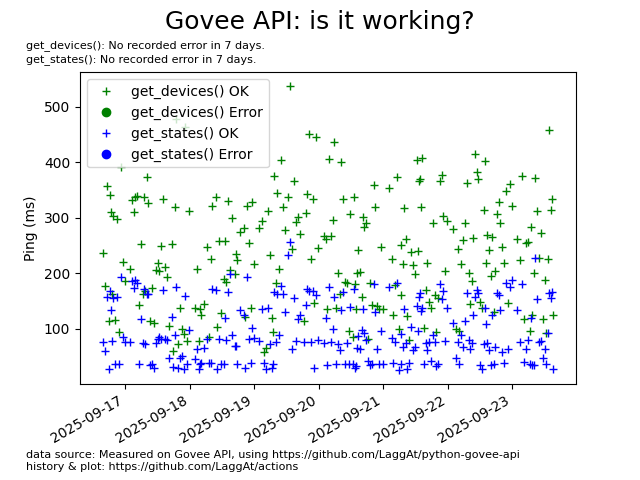 Govee API: is it working?
get_devices(): No recorded error in 7 days.
get_states(): No recorded error in 7 days.
get_devices() OK
get_devices() Error
get_states() OK
get_states() Error
500
400
300
200
100
Ping (ms)
2025-09-17
2025-09-18
2025-09-19
2025-09-20
2025-09-21
2025-09-22
2025-09-23
data source: Measured on Govee API, using https://github.com/LaggAt/python-govee-api
history & plot: https://github.com/LaggAt/actions